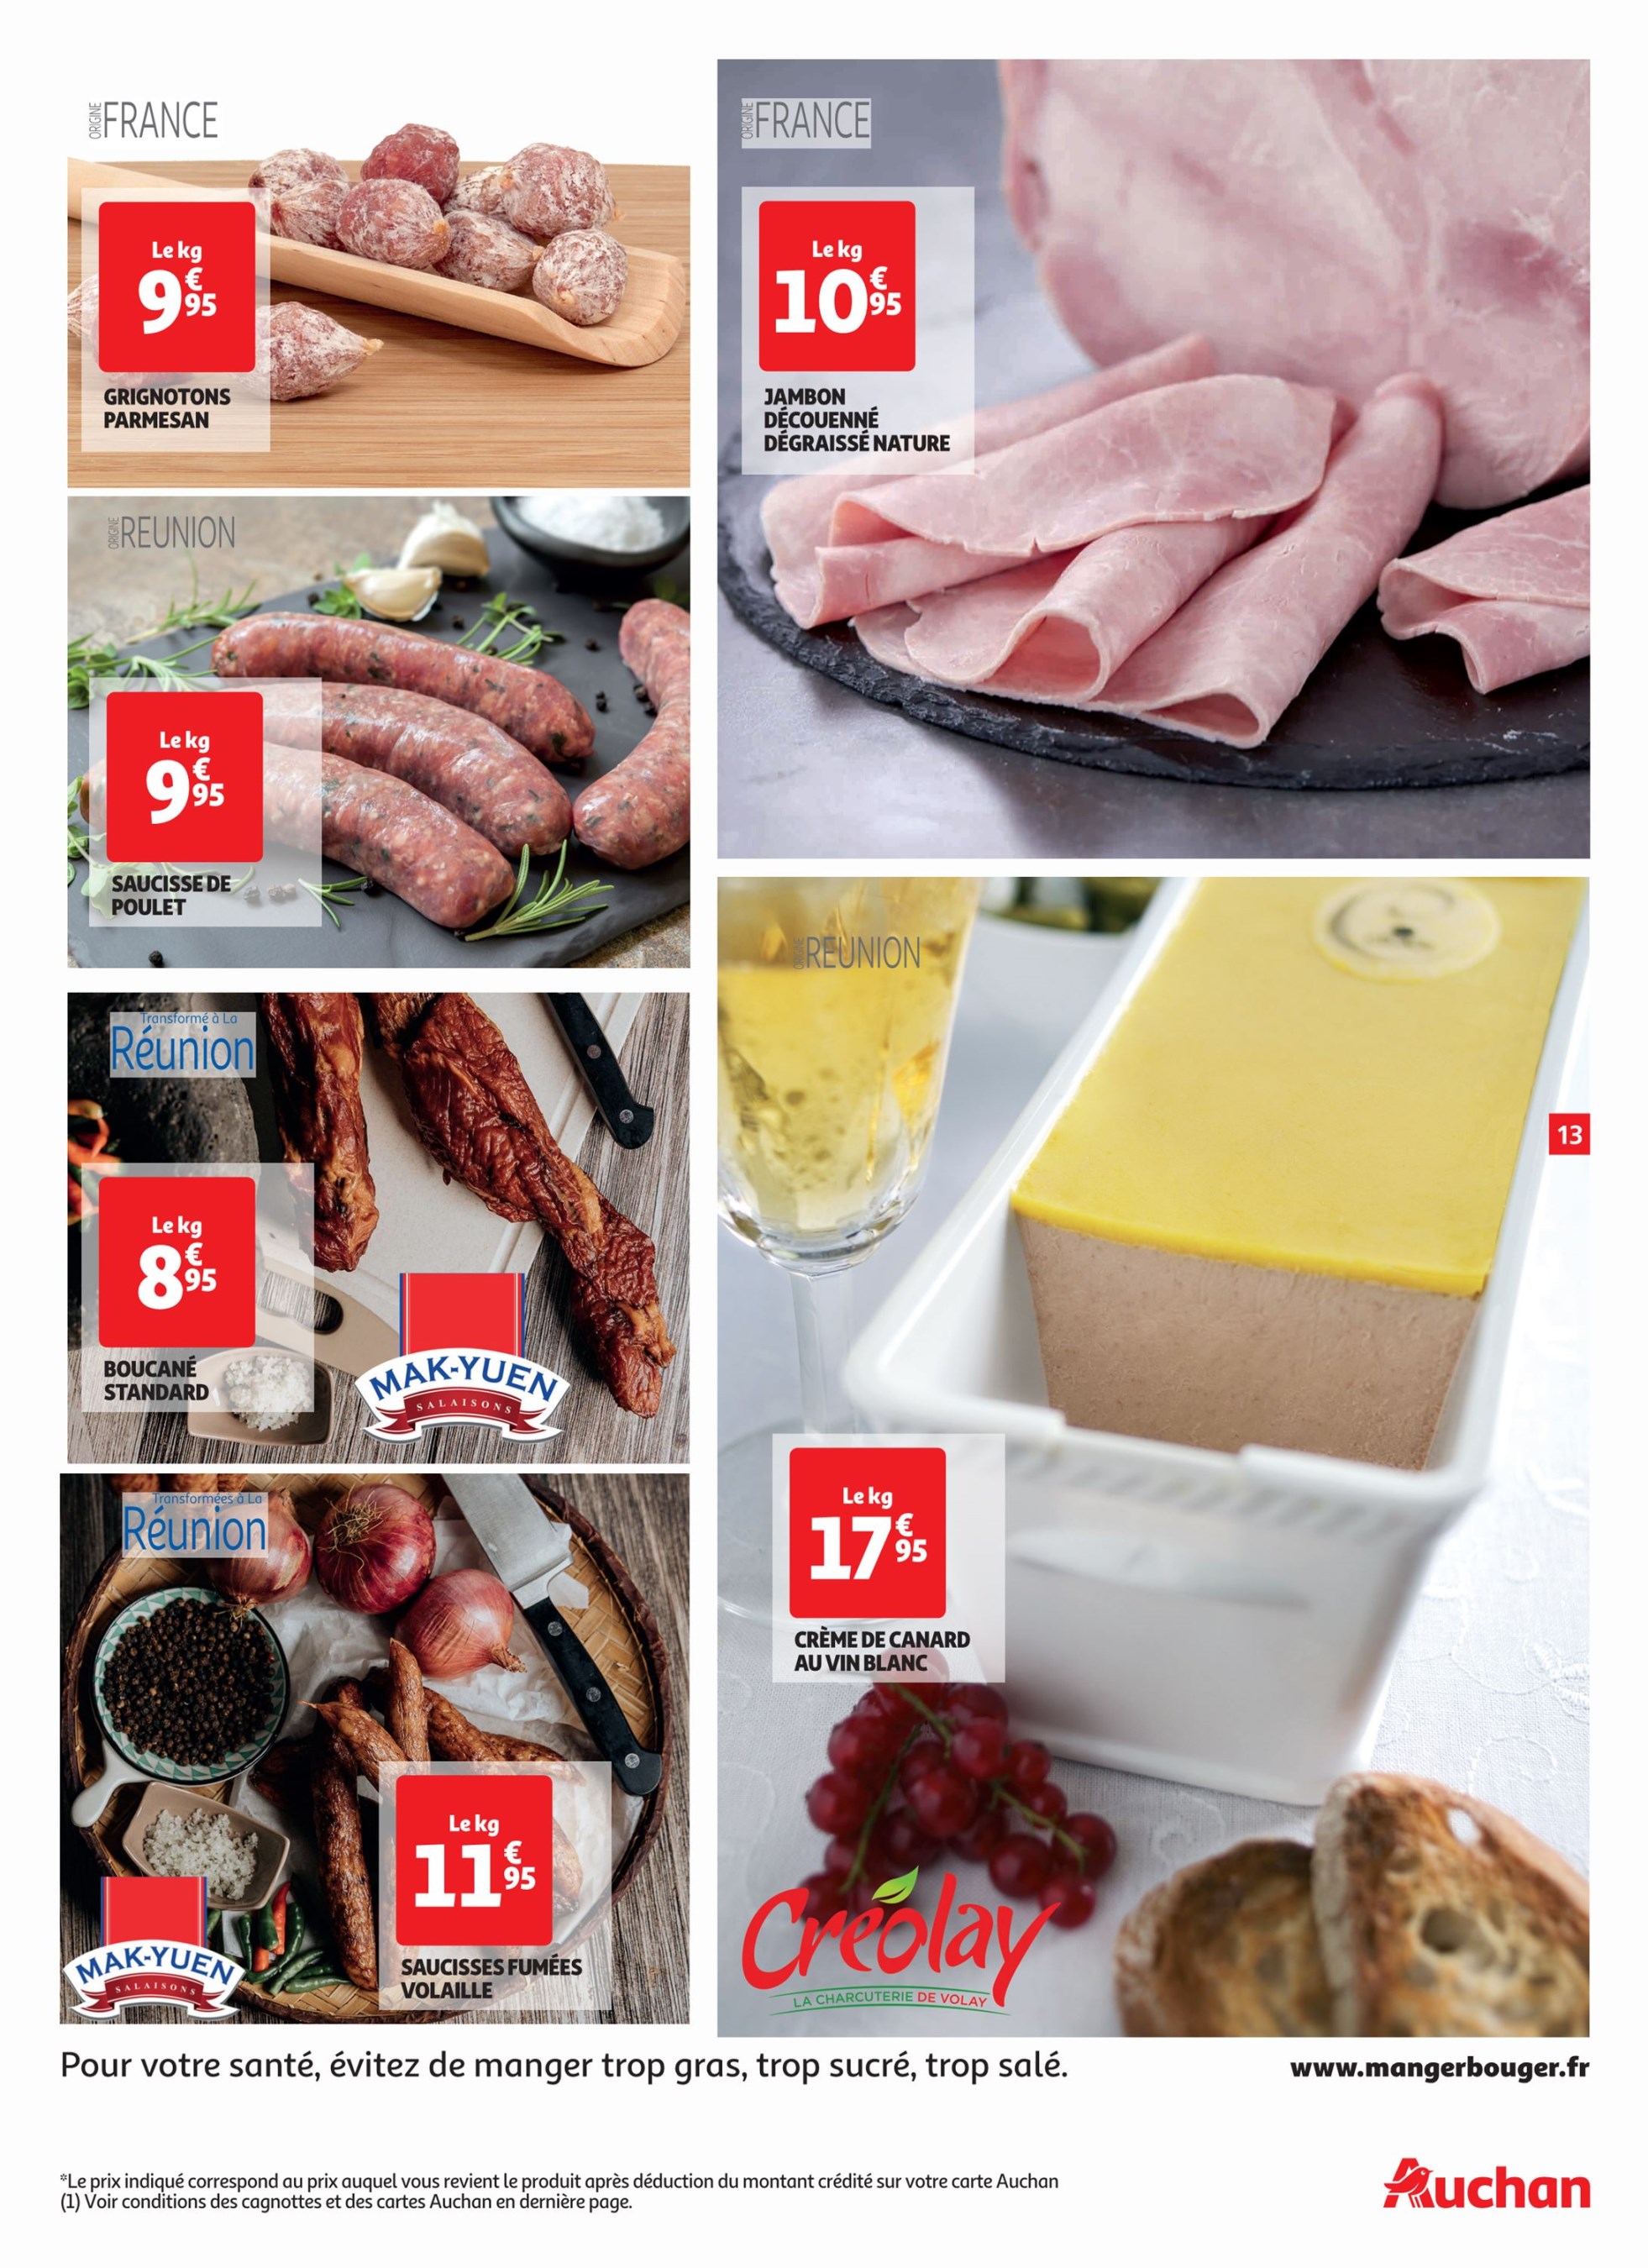 ORIGINE FRANCE
Le kg
9€95
GRIGNOTONS
PARMESAN
ORIGINE FRANCE
Le kg
10€95
JAMBON
DÉCOUENNÉ
DÉGRAISSÉ NATURE
ORIGINE REUNION
Le kg
9€95
SAUCISSE DE
POULET
Transformé à La
Réunion
Le kg
8€95
BOUCANÉ
STANDARD
MAK-YUEN
SALAISONS
Transformées à La
Réunion
Le kg
11€95
SAUCISSES FUMÉES
VOLAILLE
MAK-YUEN
SALAISONS
ORIGINE REUNION
13
Le kg
17€95
CRÈME DE CANARD
AU VIN BLANC
Créolay
LA CHARCUTERIE DE VOLAY
Pour votre santé, évitez de manger trop gras, trop sucré, trop salé.
www.mangerbouger.fr
*Le prix indiqué correspond au prix auquel vous revient le produit après déduction du montant crédité sur votre carte Auchan
(1) Voir conditions des cagnottes et des cartes Auchan en dernière page.
Auchan